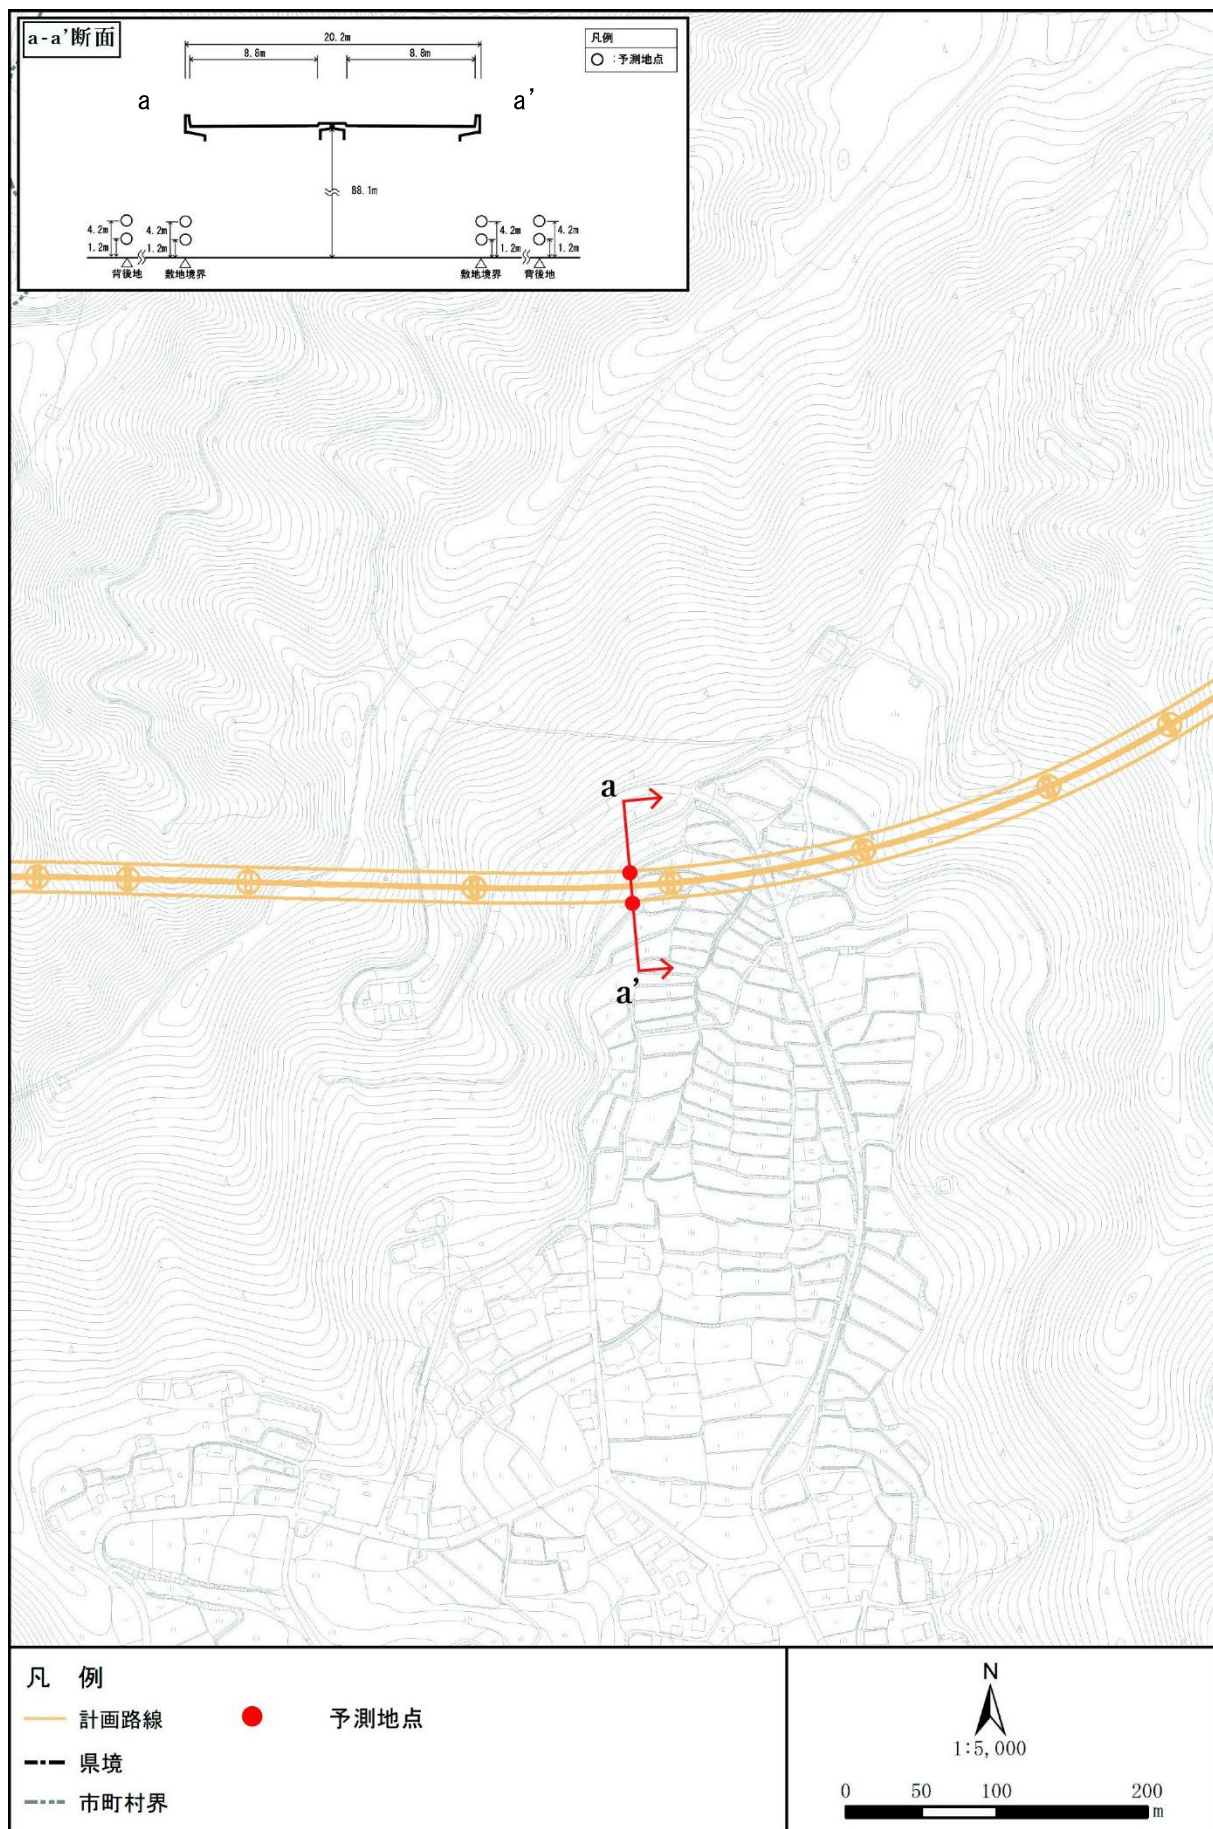 a-a’断面
20.2m
8.8m
8.8m
凡例
○ :予測地点
a
a’
88.1m
4.2m
4.2m
4.2m
4.2m
1.2m
1.2m
1.2m
1.2m
背後地
敷地境界
敷地境界
背後地
a
a’
凡 例
計画路線
予測地点
県境
市町村界
N
1:5,000
0 50 100 200
m